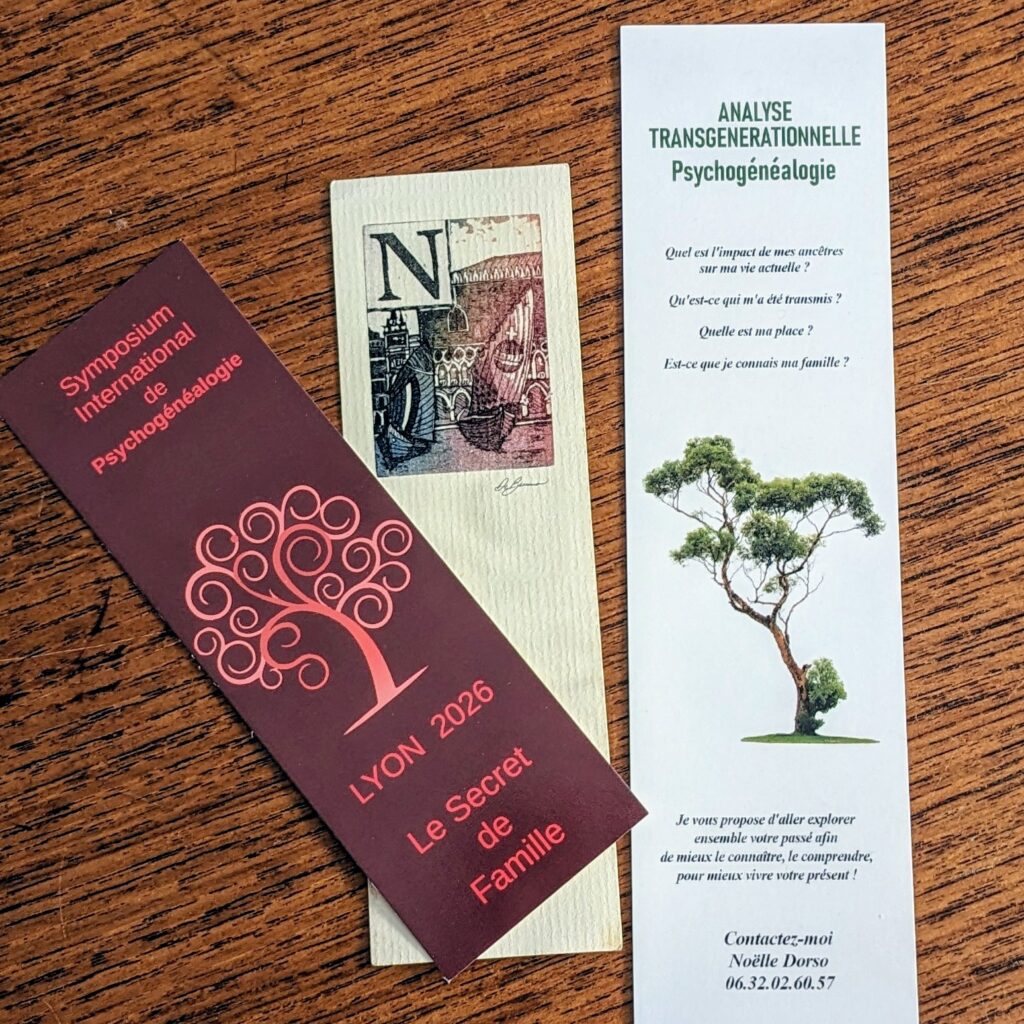 Symposium
International
de
Psychogénéalogie
LYON 2026
Le Secret
de
Famille
N
ANALYSE
TRANSGENERATIONNELLE
Psychogénéalogie
Quel est l'impact de mes ancêtres
sur ma vie actuelle ?
Qu'est-ce qui m'a été transmis ?
Quelle est ma place ?
Est-ce que je connais ma famille ?
Je vous propose d'aller explorer
ensemble votre passé afin
de mieux le connaître, le comprendre,
pour mieux vivre votre présent !
Contactez-moi
Noëlle Dorso
06.32.02.60.57